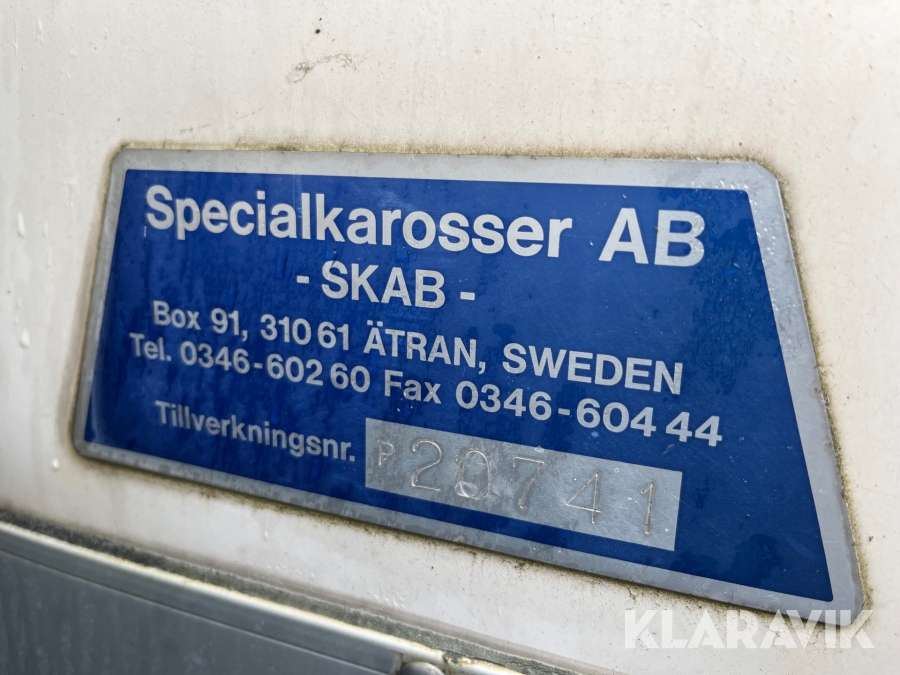 Specialkarosser AB
- SKAB -
Box 91, 310 61 ÄTRAN, SWEDEN
Tel. 0346-602 60 Fax 0346-604 44
Tillverkningsnr. P 20741
KLARAVIK